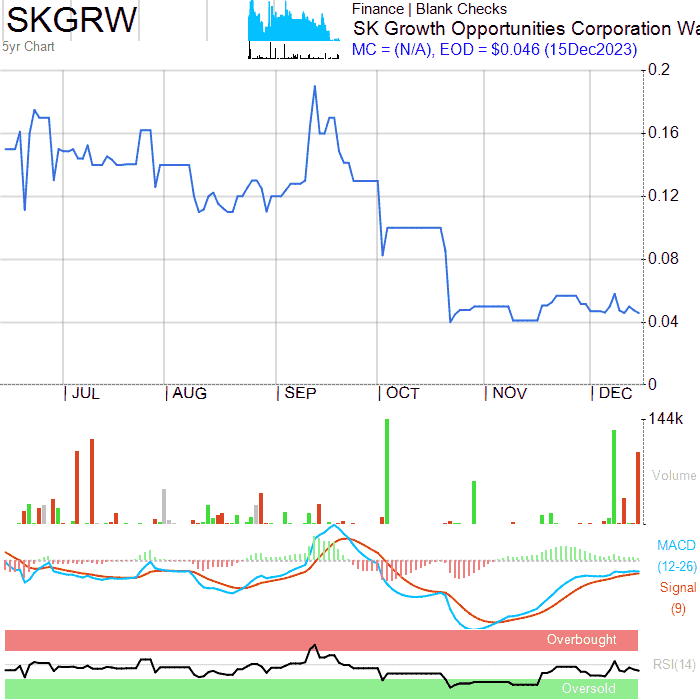 SKGRW
5yr Chart
Finance | Blank Checks
SK Growth Opportunities Corporation Wa
MC = (N/A), EOD = $0.046 (15Dec2023)
0.2
0.16
0.12
0.08
0.04
0
JUL AUG SEP OCT NOV DEC
144k
Volume
MACD
(12-26)
Signal
(9)
Overbought
RSI(14)
Oversold